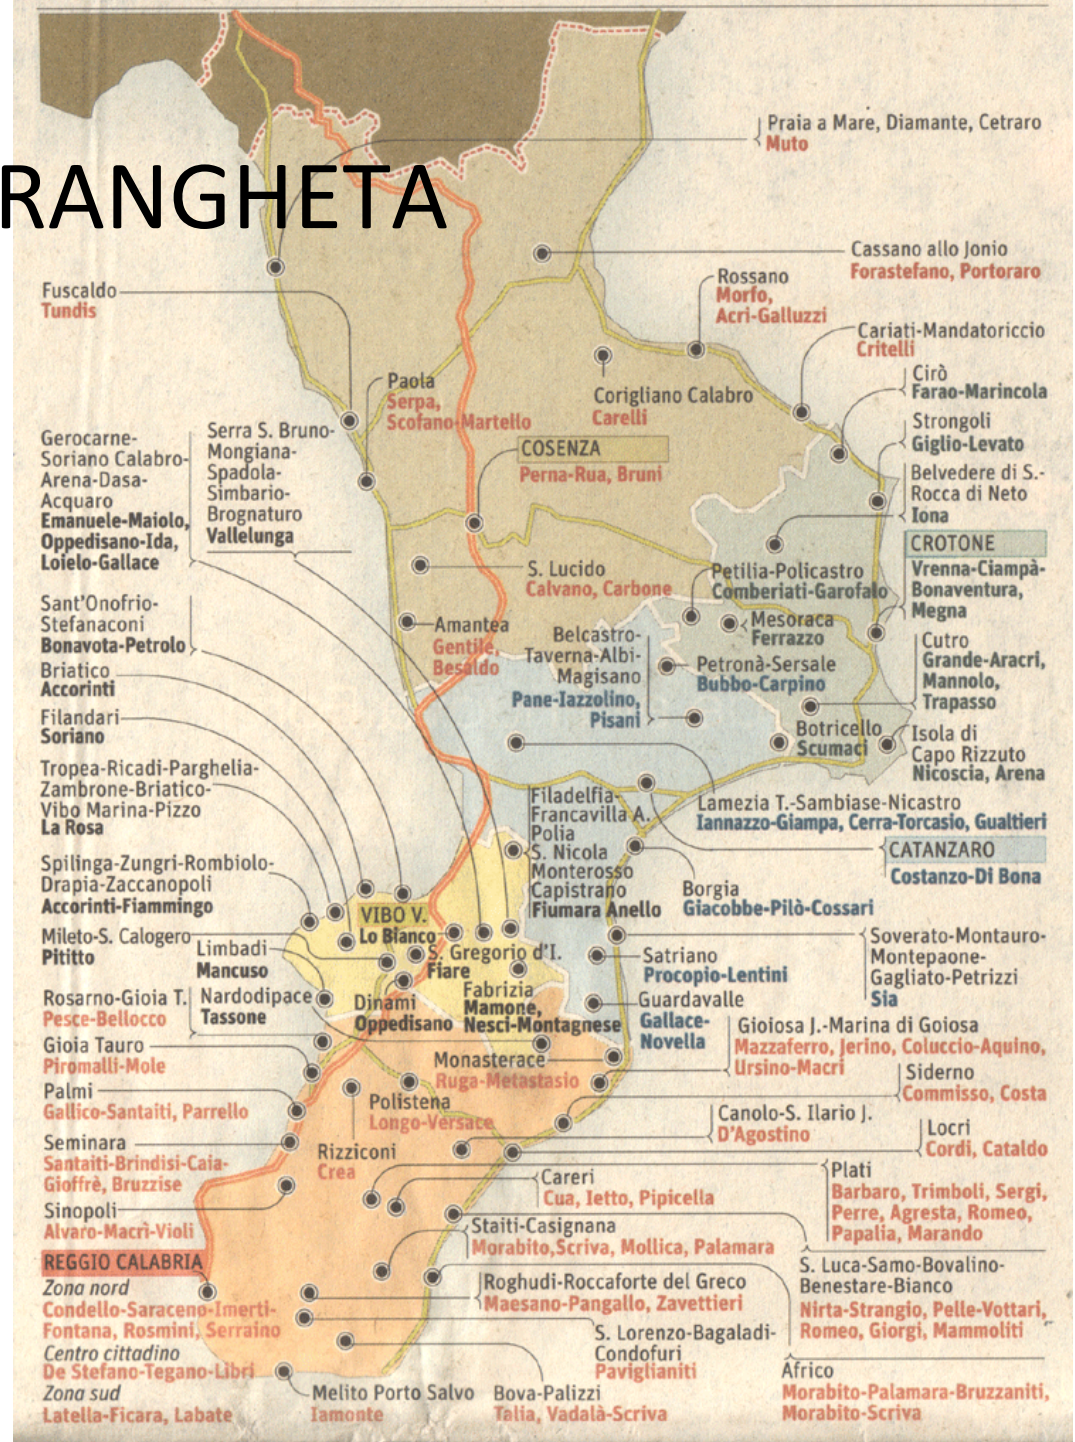 RANGHETA
Praia a Mare, Diamante, Cetraro
Muto
Cassano allo Jonio
Forastefano, Portoraro
Rossano
Morfo,
Acri-Galluzzi
Fuscaldo
Tundis
Cariati-Mandatoriccio
Critelli
Corigliano Calabro
Carelli
Cirò
Farao-Marincola
Paola
Serpa,
Scofano-Martello
Strongoli
Giglio-Levato
COSENZA
Perna-Rua, Bruni
Belvedere di S.-
Rocca di Neto
Iona
Gerocarne-
Soriano Calabro-
Arena-Dasa-
Acquaro
Emanuele-Maiolo,
Oppedisano-Ida,
Loielo-Gallace
Serra S. Bruno-
Mongiana-
Spadola-
Simbario-
Brognaturo
Vallelunga
CROTONE
Vrenna-Ciampà-
Bonaventura,
Megna
S. Lucido
Calvano, Carbone
Petilia-Policastro
Comberiati-Garofalo
Sant'Onofrio-
Stefanaconi
Bonavota-Petrolo
Amantea
Gentile,
Besaldo
Belcastro-
Taverna-Albi-
Magisano
Pane-Iazzolino,
Pisani
Mesoraca
Ferrazzo
Petronà-Sersale
Bubbo-Carpino
Cutro
Grande-Aracri,
Mannolo,
Trapasso
Briatico
Accorinti
Filandari
Soriano
Botricello
Scumaci
Isola di
Capo Rizzuto
Nicoscia, Arena
Tropea-Ricadi-Parghelia-
Zambrone-Briatico-
Vibo Marina-Pizzo
La Rosa
Filadelfia-
Francavilla A.
Polia
S. Nicola
Monterosso
Capistrano
Fiumara Anello
Lamezia T.-Sambiase-Nicastro
Iannazzo-Giampa, Cerra-Torcasio, Gualtieri
CATANZARO
Costanzo-Di Bona
Spilinga-Zungri-Rombiolo-
Drapia-Zaccanopoli
Accorinti-Fiammingo
Borgia
Giacobbe-Pilò-Cossari
VIBO V.
Lo Bianco
Mileto-S. Calogero
Pititto
Limbadi
Mancuso
S. Gregorio d'I.
Fiare
Satriano
Procopio-Lentini
Soverato-Montauro-
Montepaone-
Gagliato-Petrizzi
Sia
Rosarno-Gioia T.
Pesce-Bellocco
Nardodipace
Tassone
Dinami
Oppedisano
Fabrizia
Mamone,
Nesci-Montagnese
Guardavalle
Gallace-
Novella
Gioia Tauro
Piromalli-Mole
Monasterace
Ruga-Metastasio
Gioiosa J.-Marina di Goiosa
Mazzaferro, Jerino, Coluccio-Aquino,
Ursino-Macri
Palmi
Gallico-Santaiti, Parrello
Polistena
Longo-Versace
Siderno
Commisso, Costa
Canolo-S. Ilario J.
D'Agostino
Seminara
Santaiti-Brindisi-Caia-
Gioffrè, Bruzzise
Rizziconi
Crea
Locri
Cordi, Cataldo
Careri
Cua, Ietto, Pipicella
Plati
Barbaro, Trimboli, Sergi,
Perre, Agresta, Romeo,
Papalia, Marando
Sinopoli
Alvaro-Macrì-Violi
Staiti-Casignana
Morabito,Scriva, Mollica, Palamara
REGGIO CALABRIA
Zona nord
Condello-Saraceno-Imerti-
Fontana, Rosmini, Serraino
Centro cittadino
De Stefano-Tegano-Libri
Zona sud
Latella-Ficara, Labate
Roghudi-Roccaforte del Greco
Maesano-Pangallo, Zavettieri
S. Luca-Samo-Bovalino-
Benestare-Bianco
Nirta-Strangio, Pelle-Vottari,
Romeo, Giorgi, Mammoliti
S. Lorenzo-Bagaladi-
Condofuri
Paviglianiti
Melito Porto Salvo
Iamonte
Bova-Palizzi
Talia, Vadalà-Scriva
Africo
Morabito-Palamara-Bruzzaniti,
Morabito-Scriva